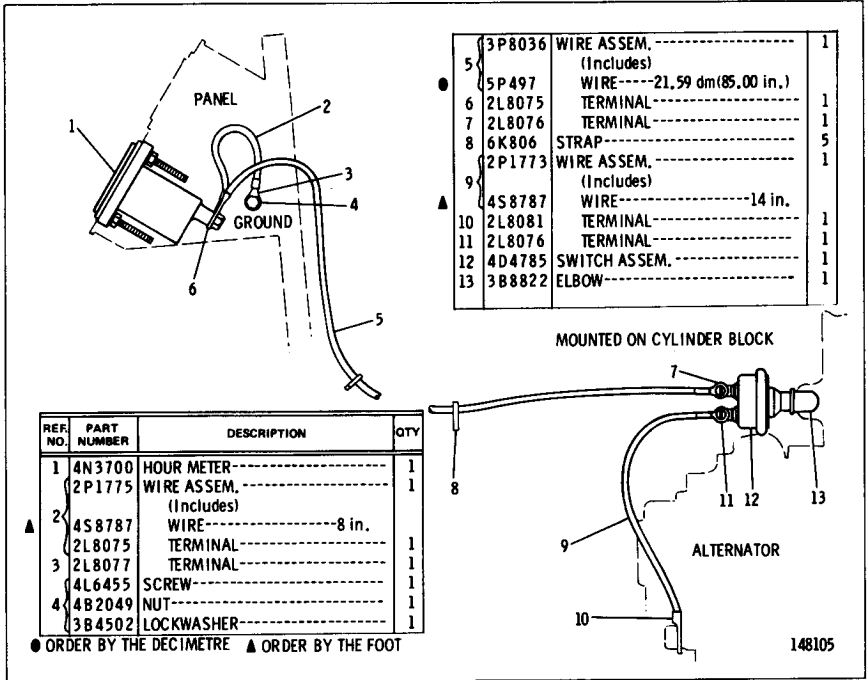 PANEL
1
2
3
4
GROUND
6
5
3P8036 WIRE ASSEM. 1
5 (Includes)
● 5P497 WIRE-----21.59 dm(85.00 in.)
6 2L8075 TERMINAL 1
7 2L8076 TERMINAL 1
8 6K806 STRAP 5
2P1773 WIRE ASSEM. 1
9 (Includes)
▲ 4S8787 WIRE 14 in.
10 2L8081 TERMINAL 1
11 2L8076 TERMINAL 1
12 4D4785 SWITCH ASSEM. 1
13 3B8822 ELBOW 1
MOUNTED ON CYLINDER BLOCK
7
8
11
12
13
9
ALTERNATOR
10
REF. NO. PART NUMBER DESCRIPTION QTY
1 4N3700 HOUR METER 1
2P1775 WIRE ASSEM. 1
(Includes)
▲ 2 4S8787 WIRE 8 in.
2L8075 TERMINAL 1
3 2L8077 TERMINAL 1
4L6455 SCREW 1
4 4B2049 NUT 1
3B4502 LOCKWASHER 1
● ORDER BY THE DECIMETRE ▲ ORDER BY THE FOOT
148105